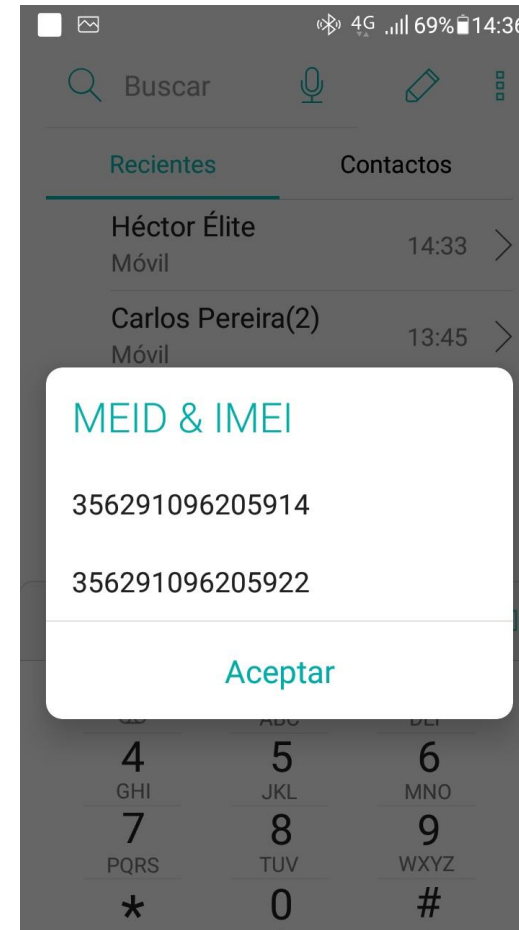 4G 69% 14:36
Buscar
Recientes Contactos
Héctor Élite
Móvil 14:33
Carlos Pereira(2)
Móvil 13:45
MEID & IMEI
356291096205914
356291096205922
Aceptar
ABC DEF
4 5 6
GHI JKL MNO
7 8 9
PQRS TUV WXYZ
* 0 #